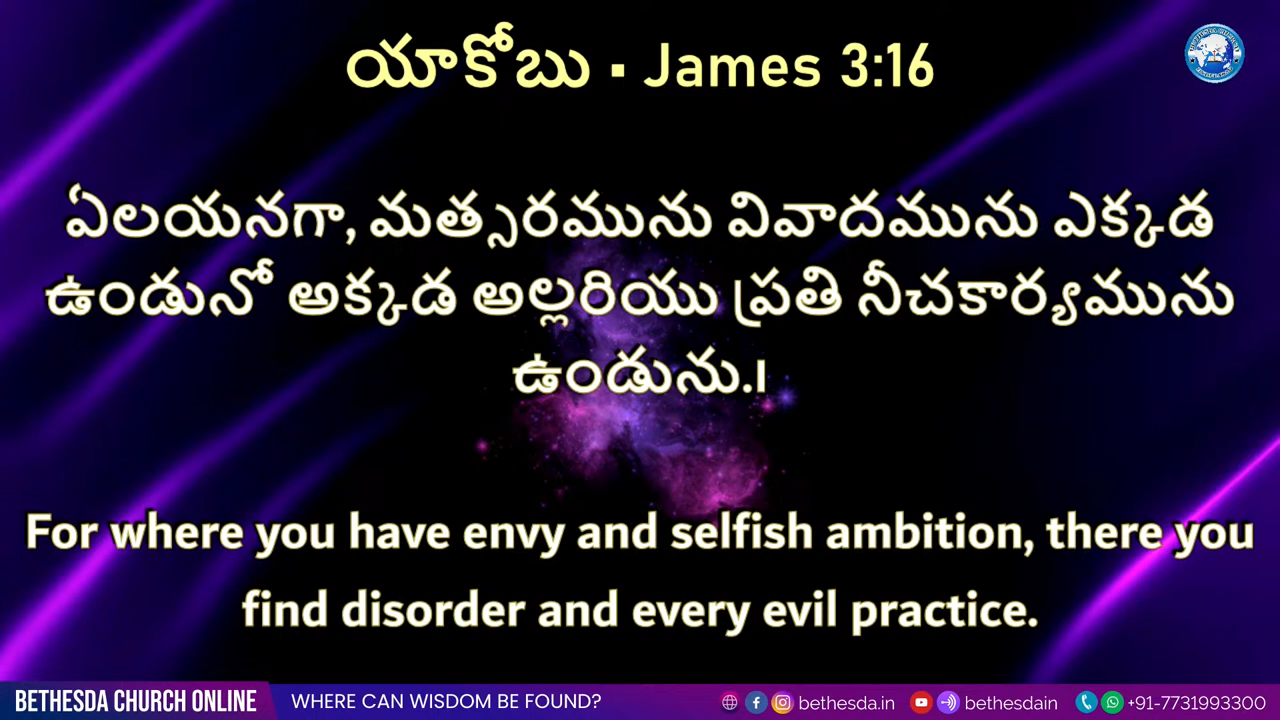 యాకోబు ▪ James 3:16
ఏలయనగా, మత్సరమును వివాదమును ఎక్కడ
ఉండునో అక్కడ అల్లరియు ప్రతి నీచకార్యమును
ఉండును.।
For where you have envy and selfish ambition, there you
find disorder and every evil practice.
BETHESDA CHURCH ONLINE WHERE CAN WISDOM BE FOUND? bethesda.in bethesdain +91-7731993300